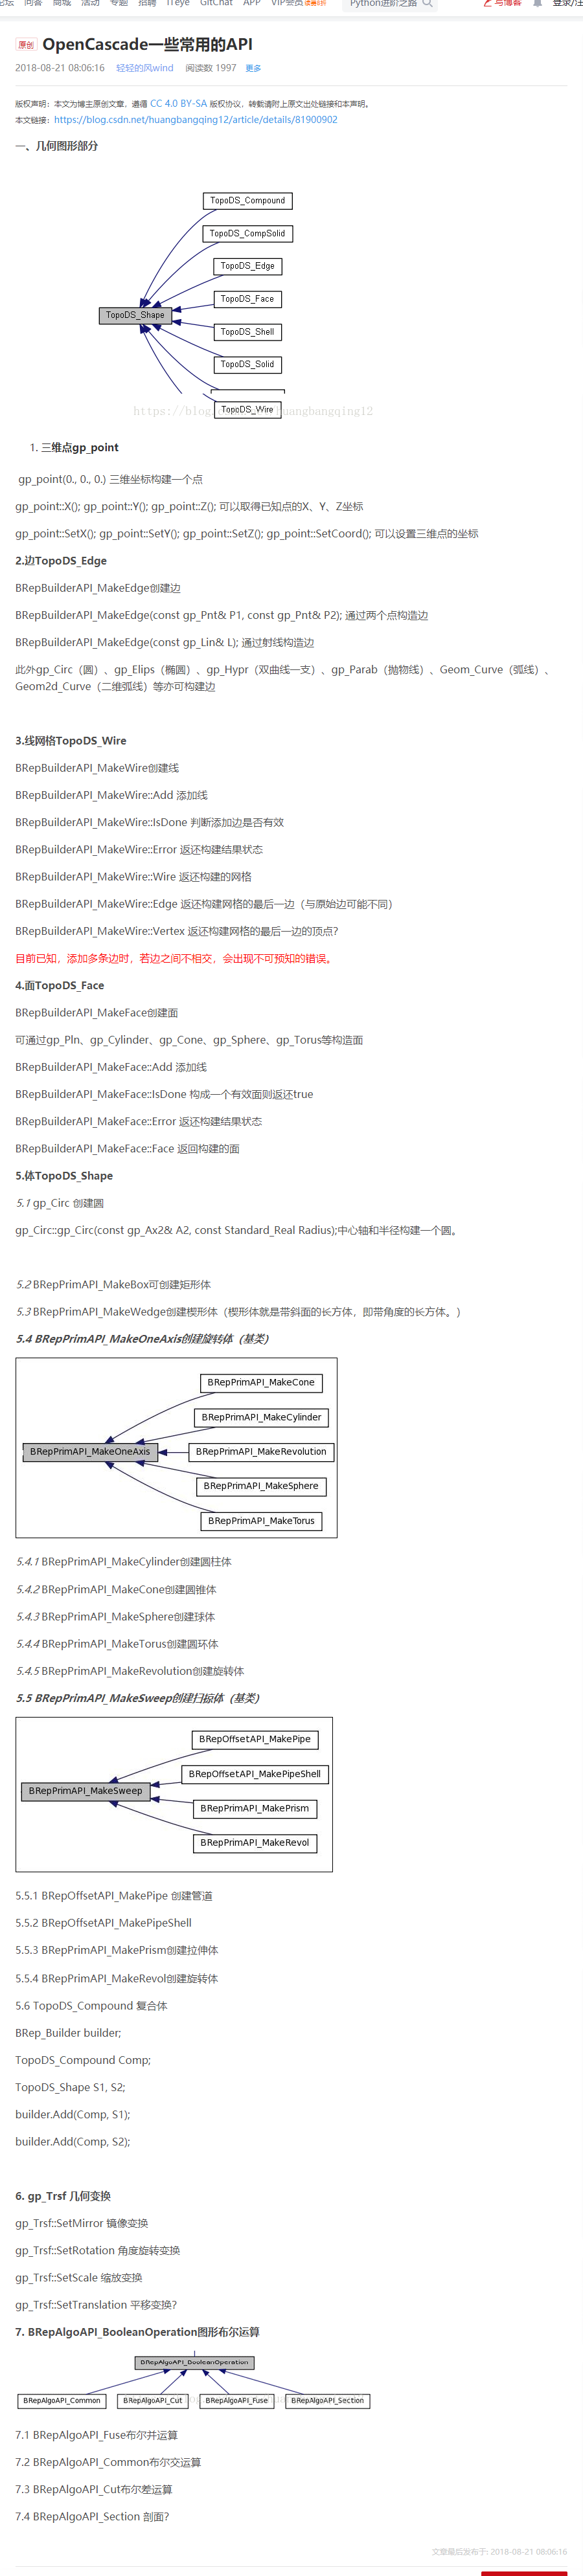 论坛 问答 商城 活动 专题 招聘 ITeye GitChat APP VIP会员 Python进阶之路 写博客
原创 OpenCascade一些常用的API
2018-08-21 08:06:16 轻轻的风wind 阅读数 1997 更多
版权声明：本文为博主原创文章，遵循 CC 4.0 BY-SA 版权协议，转载请附上原文出处链接和本声明。
本文链接：https://blog.csdn.net/huangbangqing12/article/details/81900902
一、几何图形部分
TopoDS_Compound
TopoDS_CompSolid
TopoDS_Edge
TopoDS_Face
TopoDS_Shape
TopoDS_Shell
TopoDS_Solid
TopoDS_Wire
1. 三维点gp_point
gp_point(0., 0., 0.) 三维坐标构建一个点
gp_point::X(); gp_point::Y(); gp_point::Z(); 可以取得已知点的X、Y、Z坐标
gp_point::SetX(); gp_point::SetY(); gp_point::SetZ(); gp_point::SetCoord(); 可以设置三维点的坐标
2.边TopoDS_Edge
BRepBuilderAPI_MakeEdge创建边
BRepBuilderAPI_MakeEdge(const gp_Pnt& P1, const gp_Pnt& P2); 通过两个点构造边
BRepBuilderAPI_MakeEdge(const gp_Lin& L); 通过射线构造边
此外gp_Circ（圆）、gp_Elips（椭圆）、gp_Hypr（双曲线一支）、gp_Parab（抛物线）、Geom_Curve（弧线）、
Geom2d_Curve（二维弧线）等亦可构建边
3.线网格TopoDS_Wire
BRepBuilderAPI_MakeWire创建线
BRepBuilderAPI_MakeWire::Add 添加线
BRepBuilderAPI_MakeWire::IsDone 判断添加边是否有效
BRepBuilderAPI_MakeWire::Error 返还构建结果状态
BRepBuilderAPI_MakeWire::Wire 返还构建的网格
BRepBuilderAPI_MakeWire::Edge 返还构建网格的最后一边（与原始边可能不同）
BRepBuilderAPI_MakeWire::Vertex 返还构建网格的最后一边的顶点？
目前已知，添加多条边时，若边之间不相交，会出现不可预知的错误。
4.面TopoDS_Face
BRepBuilderAPI_MakeFace创建面
可通过gp_Pln、gp_Cylinder、gp_Cone、gp_Sphere、gp_Torus等构造面
BRepBuilderAPI_MakeFace::Add 添加线
BRepBuilderAPI_MakeFace::IsDone 构成一个有效面则返还true
BRepBuilderAPI_MakeFace::Error 返还构建结果状态
BRepBuilderAPI_MakeFace::Face 返回构建的面
5.体TopoDS_Shape
5.1 gp_Circ 创建圆
gp_Circ::gp_Circ(const gp_Ax2& A2, const Standard_Real Radius);中心轴和半径构建一个圆。
5.2 BRepPrimAPI_MakeBox可创建矩形体
5.3 BRepPrimAPI_MakeWedge创建楔形体（楔形体就是带斜面的长方体，即带角度的长方体。）
5.4 BRepPrimAPI_MakeOneAxis创建旋转体（基类）
BRepPrimAPI_MakeCone
BRepPrimAPI_MakeCylinder
BRepPrimAPI_MakeOneAxis
BRepPrimAPI_MakeRevolution
BRepPrimAPI_MakeSphere
BRepPrimAPI_MakeTorus
5.4.1 BRepPrimAPI_MakeCylinder创建圆柱体
5.4.2 BRepPrimAPI_MakeCone创建圆锥体
5.4.3 BRepPrimAPI_MakeSphere创建球体
5.4.4 BRepPrimAPI_MakeTorus创建圆环体
5.4.5 BRepPrimAPI_MakeRevolution创建旋转体
5.5 BRepPrimAPI_MakeSweep创建扫掠体（基类）
BRepOffsetAPI_MakePipe
BRepOffsetAPI_MakePipeShell
BRepPrimAPI_MakeSweep
BRepPrimAPI_MakePrism
BRepPrimAPI_MakeRevol
5.5.1 BRepOffsetAPI_MakePipe 创建管道
5.5.2 BRepOffsetAPI_MakePipeShell
5.5.3 BRepPrimAPI_MakePrism创建拉伸体
5.5.4 BRepPrimAPI_MakeRevol创建旋转体
5.6 TopoDS_Compound 复合体
BRep_Builder builder;
TopoDS_Compound Comp;
TopoDS_Shape S1, S2;
builder.Add(Comp, S1);
builder.Add(Comp, S2);
6. gp_Trsf 几何变换
gp_Trsf::SetMirror 镜像变换
gp_Trsf::SetRotation 角度旋转变换
gp_Trsf::SetScale 缩放变换
gp_Trsf::SetTranslation 平移变换？
7. BRepAlgoAPI_BooleanOperation图形布尔运算
BRepAlgoAPI_BooleanOperation
BRepAlgoAPI_Common BRepAlgoAPI_Cut BRepAlgoAPI_Fuse BRepAlgoAPI_Section
7.1 BRepAlgoAPI_Fuse布尔并运算
7.2 BRepAlgoAPI_Common布尔交运算
7.3 BRepAlgoAPI_Cut布尔差运算
7.4 BRepAlgoAPI_Section 剖面？
文章最后发布于: 2018-08-21 08:06:16